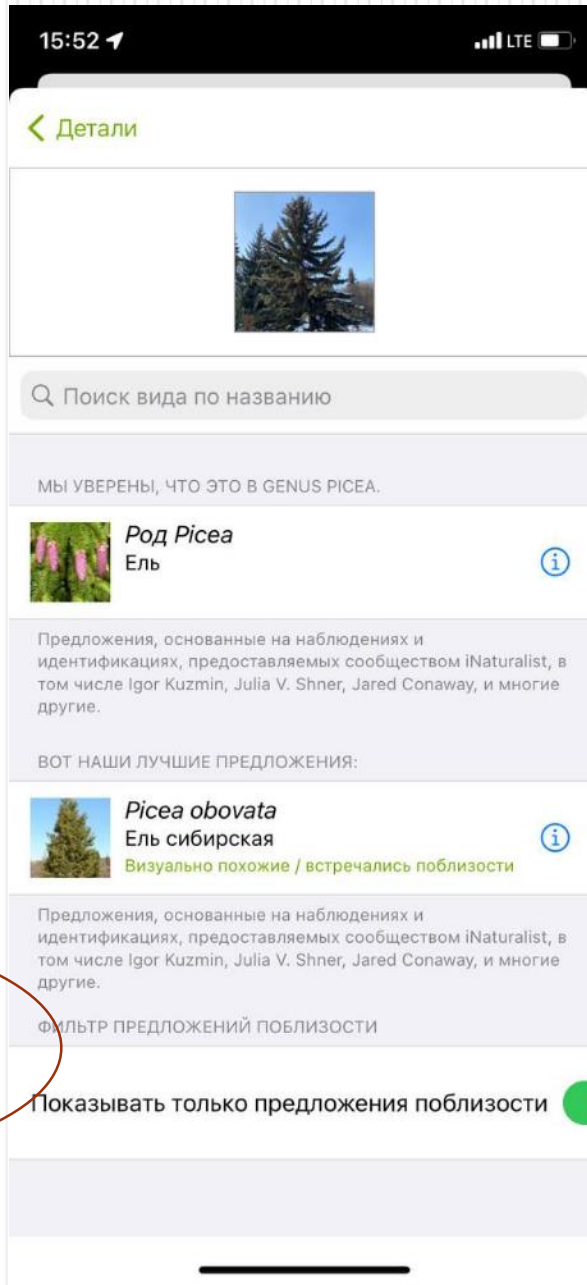 15:52 LTE
Детали
Поиск вида по названию
МЫ УВЕРЕНЫ, ЧТО ЭТО В GENUS PICEA.
Род Picea
Ель
Предложения, основанные на наблюдениях и
идентификациях, предоставляемых сообществом iNaturalist, в
том числе Igor Kuzmin, Julia V. Shner, Jared Conaway, и многие
другие.
ВОТ НАШИ ЛУЧШИЕ ПРЕДЛОЖЕНИЯ:
Picea obovata
Ель сибирская
Визуально похожие / встречались поблизости
Предложения, основанные на наблюдениях и
идентификациях, предоставляемых сообществом iNaturalist, в
том числе Igor Kuzmin, Julia V. Shner, Jared Conaway, и многие
другие.
ФИЛЬТР ПРЕДЛОЖЕНИЙ ПОБЛИЗОСТИ
Показывать только предложения поблизости